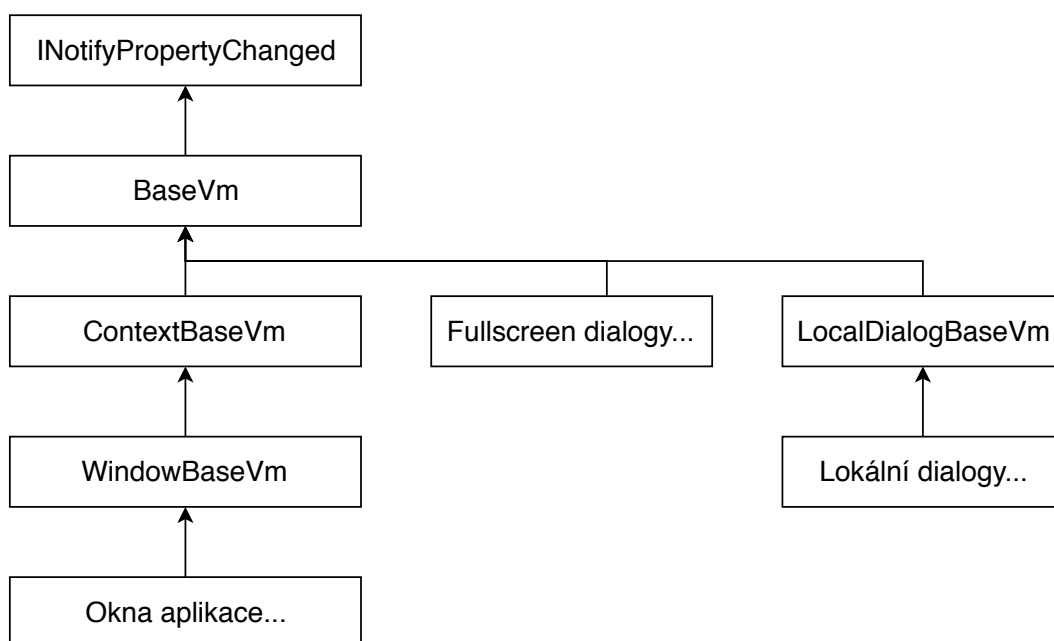 INotifyPropertyChanged
BaseVm
ContextBaseVm
Fullscreen dialogy...
LocalDialogBaseVm
WindowBaseVm
Lokální dialogy...
Okna aplikace...